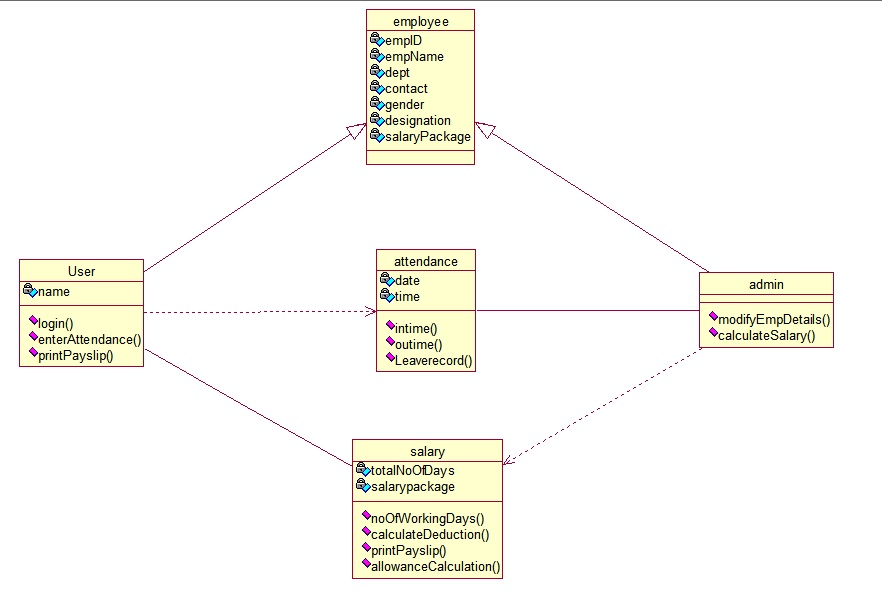 employee
empID
empName
dept
contact
gender
designation
salaryPackage
User
name
login()
enterAttendance()
printPayslip()
attendance
date
time
intime()
outime()
Leaverecord()
admin
modifyEmpDetails()
calculateSalary()
salary
totalNoOfDays
salarypackage
noOfWorkingDays()
calculateDeduction()
printPayslip()
allowanceCalculation()